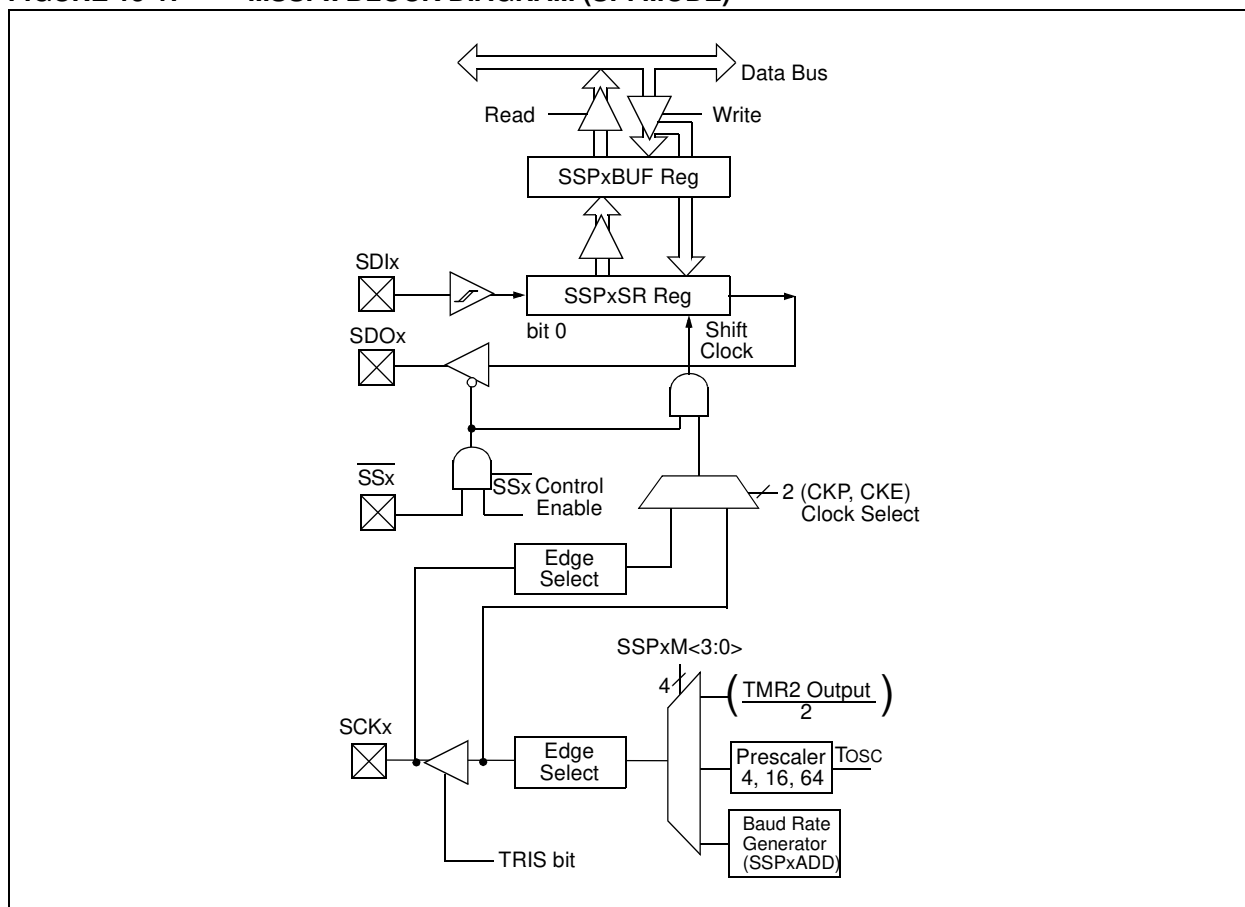 Data Bus
Read
Write
SSPxBUF Reg
SDIx
SSPxSR Reg
bit 0
Shift
Clock
SDOx
SSx
SSx Control
Enable
2 (CKP, CKE)
Clock Select
Edge
Select
SSPxM<3:0>
4
(TMR2 Output
2)
SCKx
Edge
Select
Prescaler
4, 16, 64
TOSC
Baud Rate
Generator
(SSPxADD)
TRIS bit